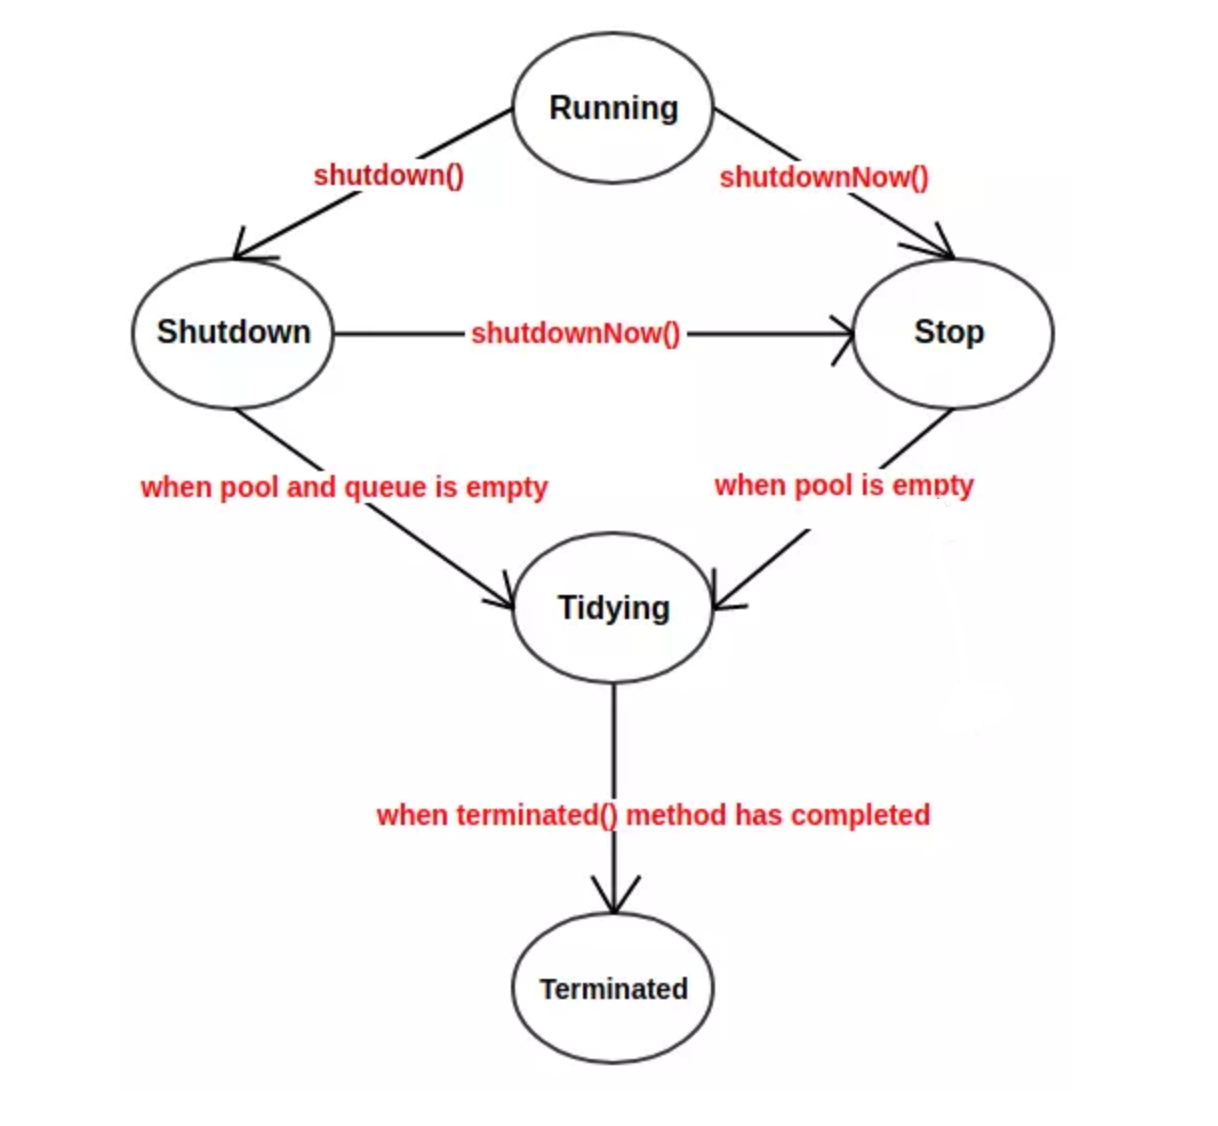 Running
shutdown()
shutdownNow()
Shutdown
shutdownNow()
Stop
when pool and queue is empty
when pool is empty
Tidying
when terminated() method has completed
Terminated